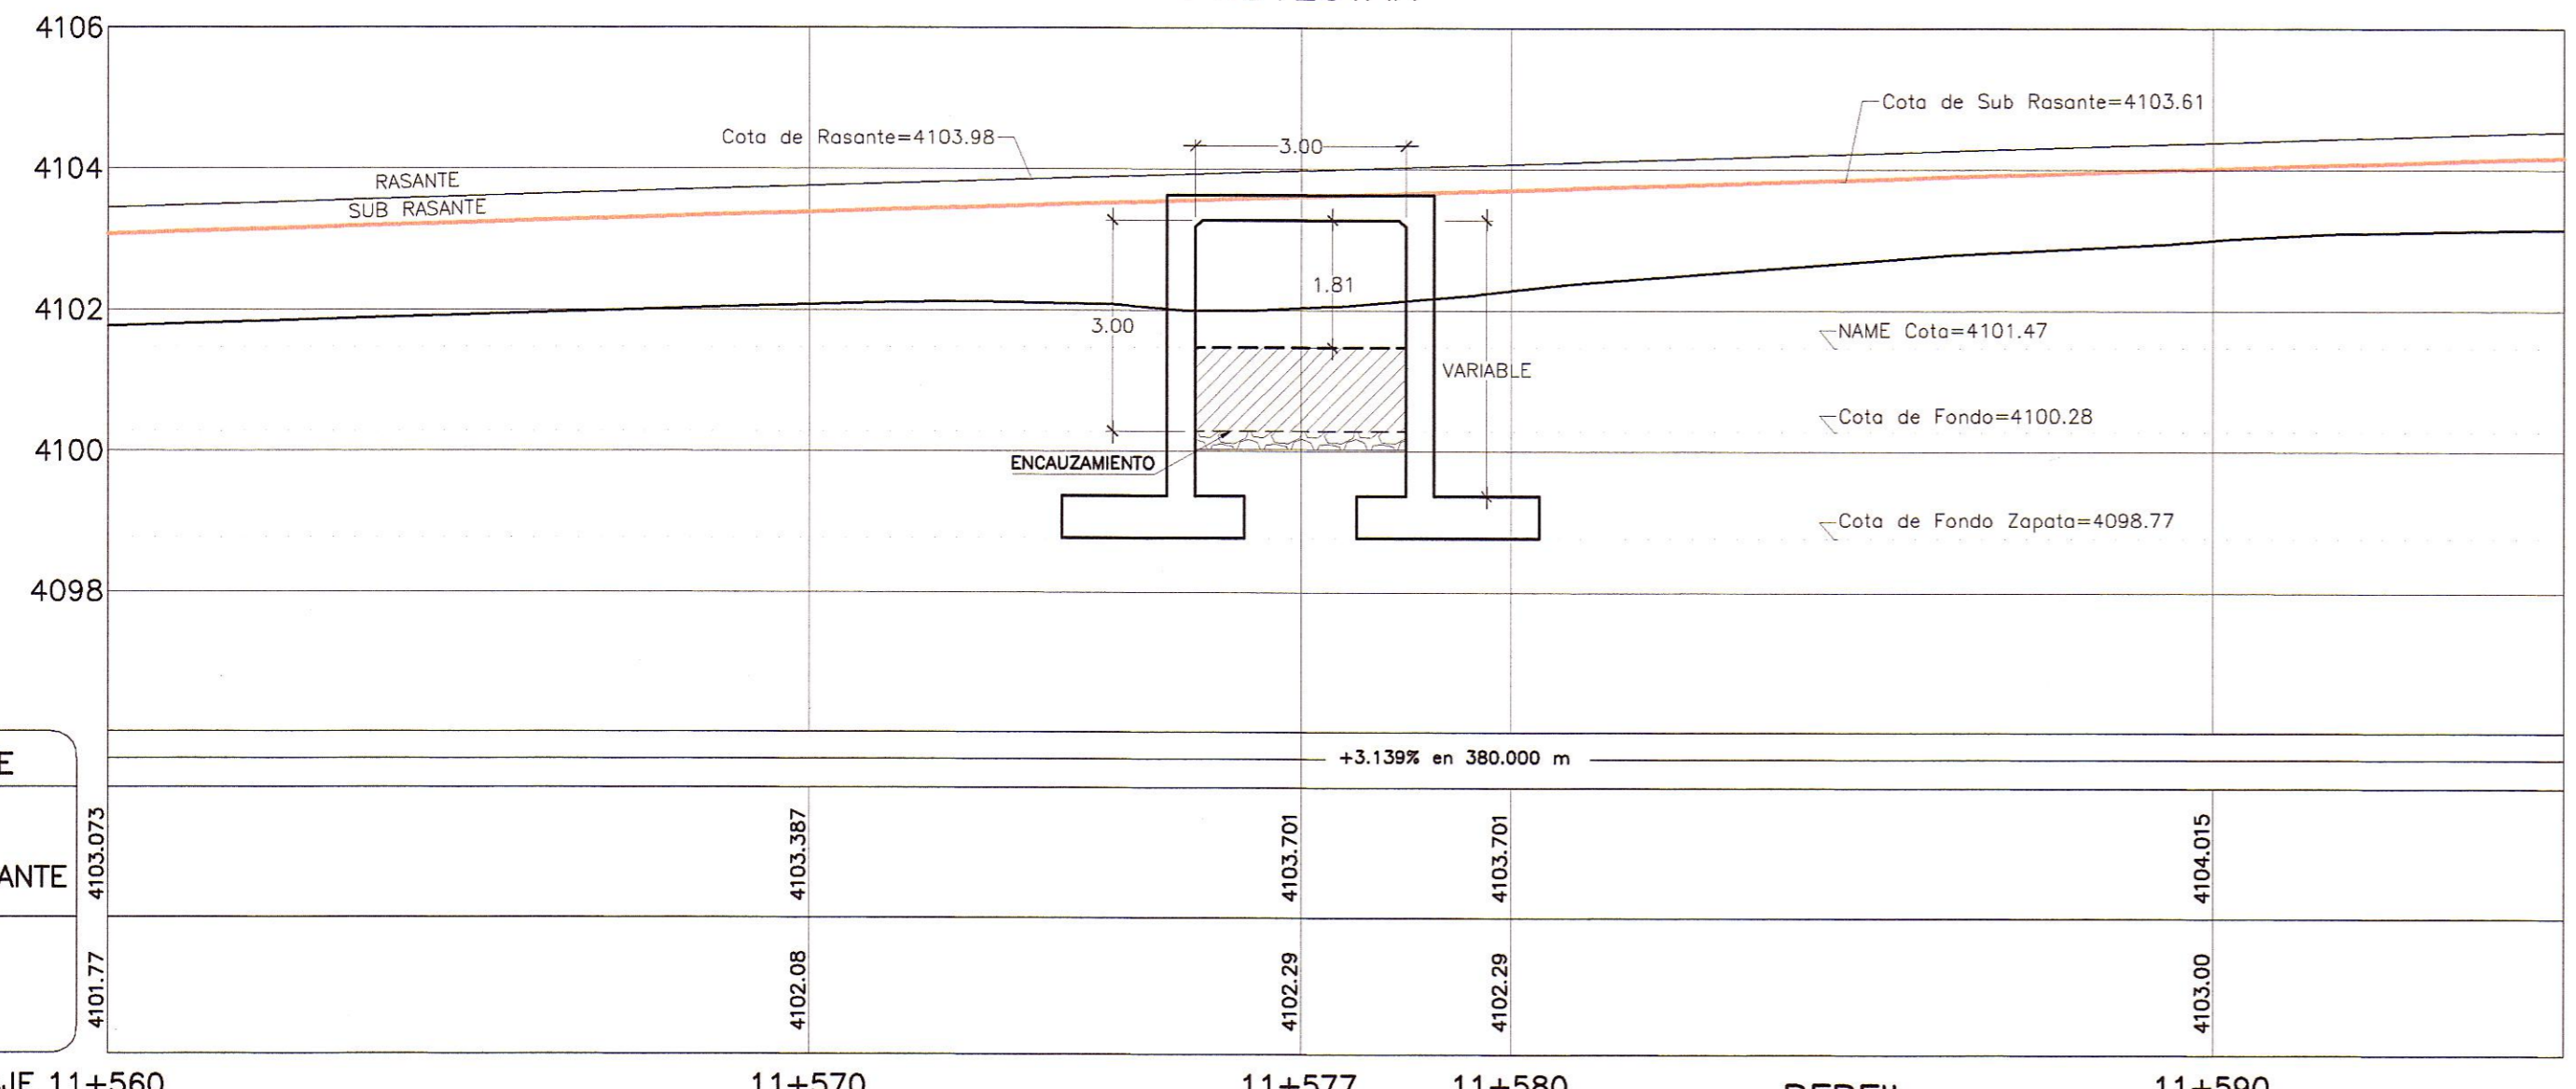 4106
Cota de Sub Rasante=4103.61
Cota de Rasante=4103.98
3.00
4104
RASANTE
SUB RASANTE
1.81
4102
3.00
NAME Cota=4101.47
VARIABLE
Cota de Fondo=4100.28
4100
ENCAUZAMIENTO
Cota de Fondo Zapata=4098.77
4098
E
+3.139% en 380.000 m
ANTE
4103.073
4103.387
4103.701
4103.701
4104.015
4101.77
4102.08
4102.29
4102.29
4103.00
11+560
11+570
11+577
11+580
11+590